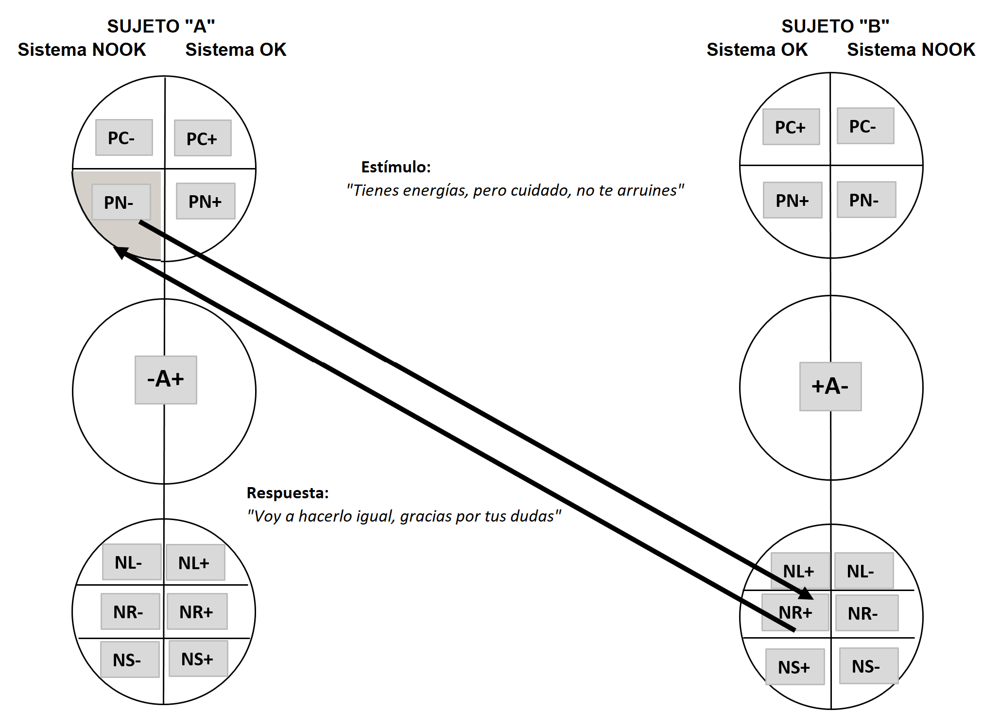 SUJETO "A"
Sistema NOOK
Sistema OK
SUJETO "B"
Sistema OK
Sistema NOOK
PC-
PC+
PN-
PN+
Estímulo:
"Tienes energías, pero cuidado, no te arruines"
PC+
PC-
PN+
PN-
-A+
+A-
Respuesta:
"Voy a hacerlo igual, gracias por tus dudas"
NL-
NL+
NR-
NR+
NS-
NS+
NL+
NL-
NR+
NR-
NS+
NS-